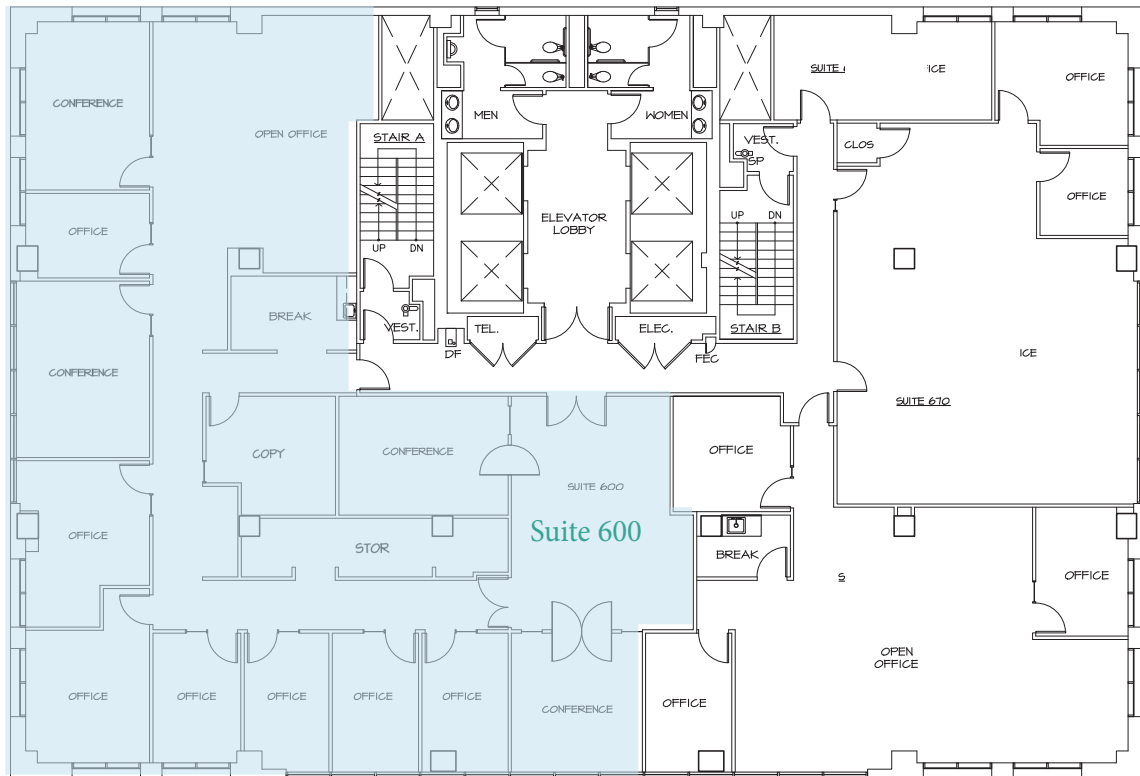 CONFERENCE
OPEN OFFICE
OFFICE
BREAK
CONFERENCE
COPY
CONFERENCE
SUITE 600
Suite 600
STOR
OFFICE
OFFICE
OFFICE
OFFICE
OFFICE
OFFICE
CONFERENCE
STAIR A
UP
DN
VEST.
MEN
WOMEN
ELEVATOR
LOBBY
TEL.
DF
ELEC.
FEC
VEST.
SP
UP
DN
STAIR B
SUITE
CLOS
OFFICE
OFFICE
SUITE 670
OFFICE
BREAK
OFFICE
OPEN
OFFICE
OFFICE